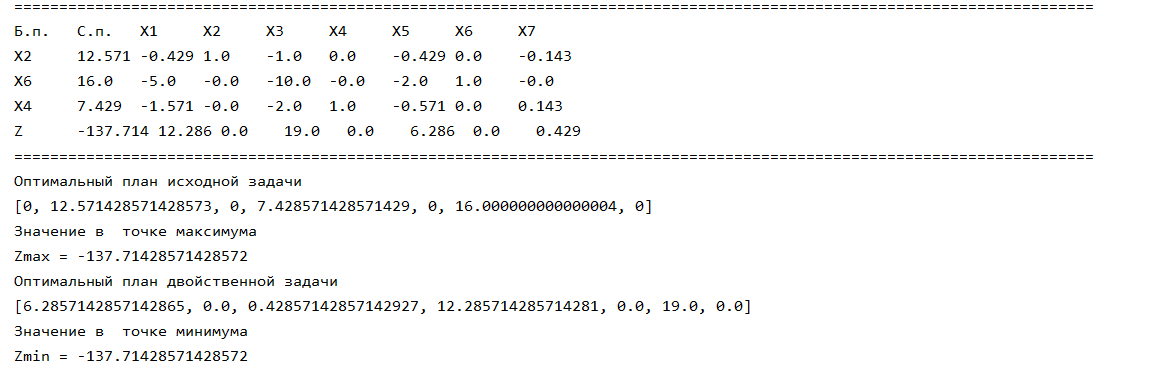 ========================================================================================================================
Б.п. С.п. X1 X2 X3 X4 X5 X6 X7
X2 12.571 -0.429 1.0 -1.0 0.0 -0.429 0.0 -0.143
X6 16.0 -5.0 -0.0 -10.0 -0.0 -2.0 1.0 -0.0
X4 7.429 -1.571 -0.0 -2.0 1.0 -0.571 0.0 0.143
Z -137.714 12.286 0.0 19.0 0.0 6.286 0.0 0.429
========================================================================================================================
Оптимальный план исходной задачи
[0, 12.571428571428573, 0, 7.428571428571429, 0, 16.000000000000004, 0]
Значение в  точке максимума
Zmax = -137.71428571428572
Оптимальный план двойственной задачи
[6.2857142857142865, 0.0, 0.42857142857142927, 12.285714285714281, 0.0, 19.0, 0.0]
Значение в  точке минимума
Zmin = -137.71428571428572